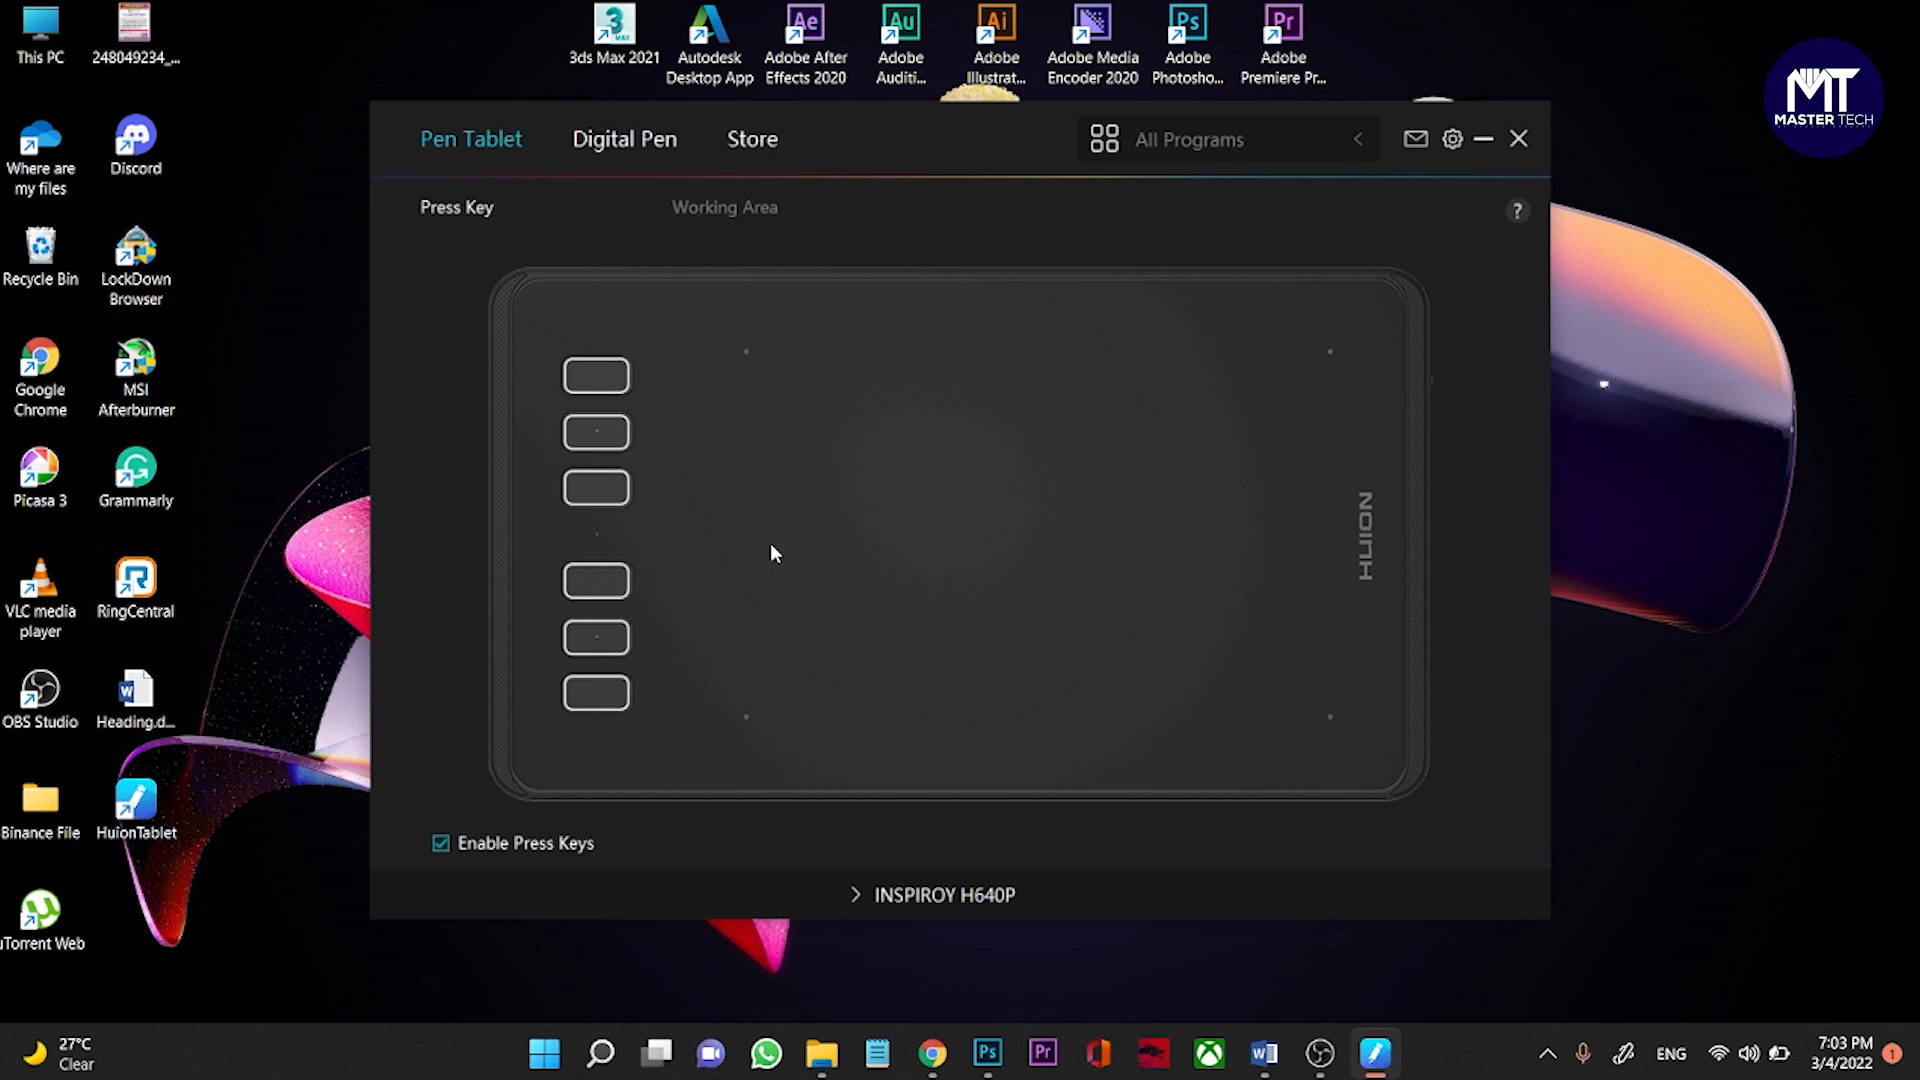 This PC
248049234_...
3ds Max 2021
Autodesk
Desktop App
Adobe After
Effects 2020
Adobe
Auditi...
Adobe
Illustrat...
Adobe Media
Encoder 2020
Adobe
Photosho...
Adobe
Premiere Pr...
MT
MASTER TECH
Where are
my files
Discord
Recycle Bin
LockDown
Browser
Google
Chrome
MSI
Afterburner
Picasa 3
Grammarly
VLC media
player
RingCentral
OBS Studio
Heading.d...
Binance File
HuionTablet
uTorrent Web
Pen Tablet
Digital Pen
Store
All Programs
Press Key
Working Area
?
HUION
Enable Press Keys
INSPIROY H640P
27°C
Clear
Ps
Pr
ENG
7:03 PM
3/4/2022
1